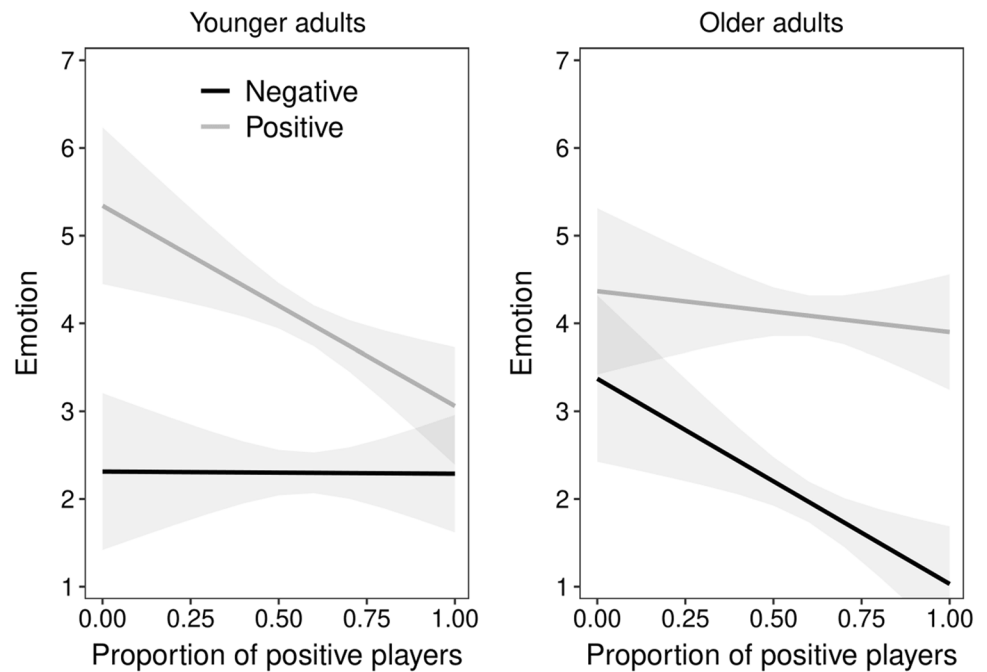 Younger adults
Older adults
Negative
Positive
Emotion
7
6
5
4
3
2
1
0.00 0.25 0.50 0.75 1.00
Proportion of positive players
Emotion
7
6
5
4
3
2
1
0.00 0.25 0.50 0.75 1.00
Proportion of positive players